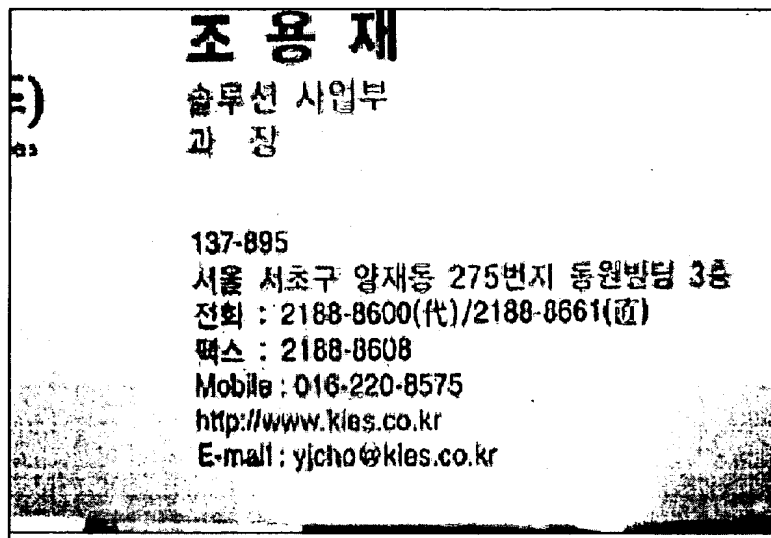 조 용 재
솔루션 사업부
과 장
137-895
서울 서초구 양재동 275번지 동원빌딩 3층
전화 : 2188-8600(代)/2188-8661(直)
팩스 : 2188-8608
Mobile : 016-220-8575
http://www.kies.co.kr
E-mail : yjcho@kies.co.kr